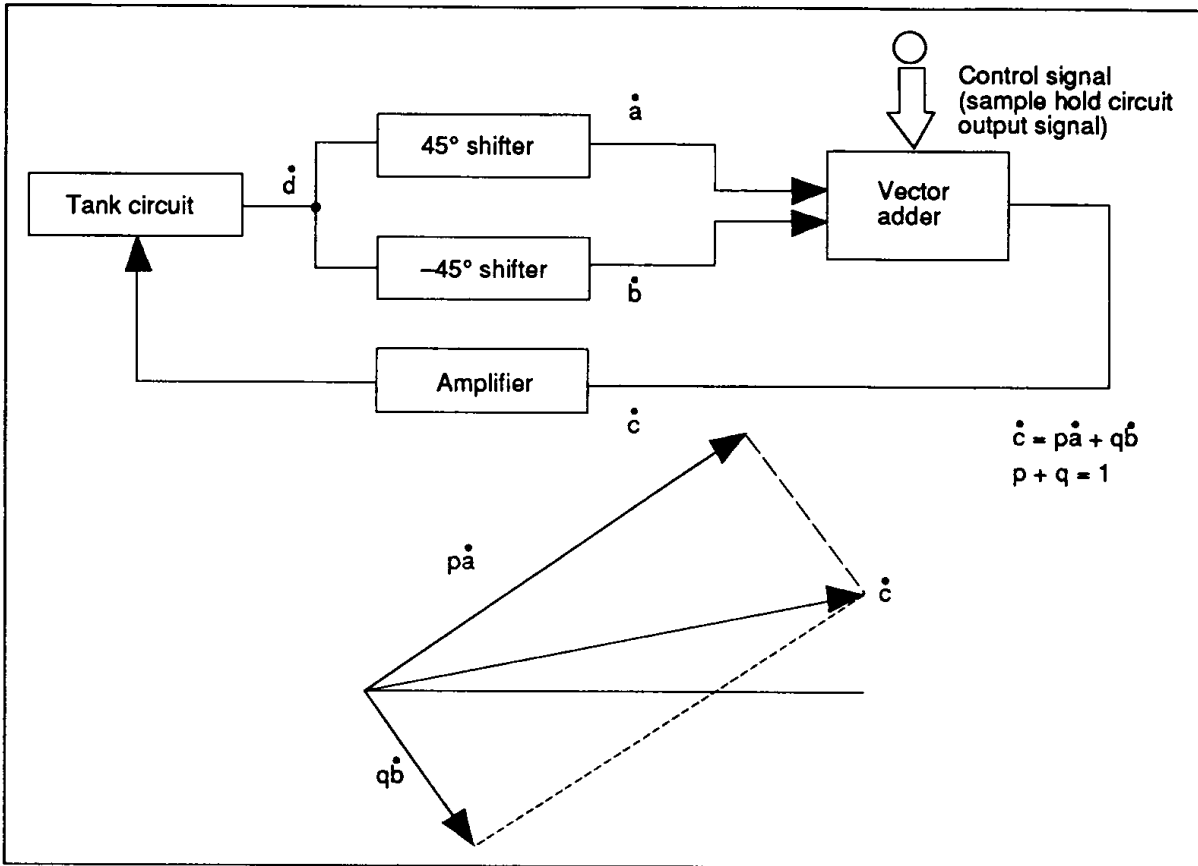 Control signal
(sample hold circuit
output signal)
ȧ
45° shifter
ḋ
Tank circuit
Vector
adder
–45° shifter
ḃ
Amplifier
ċ
ċ = pȧ + qḃ
p + q = 1
pȧ
ċ
qḃ